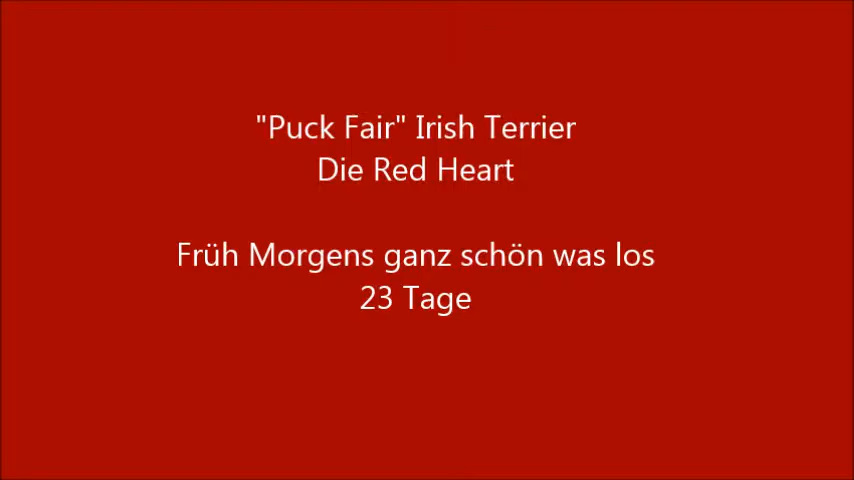 "Puck Fair" Irish Terrier
Die Red Heart
Früh Morgens ganz schön was los
23 Tage